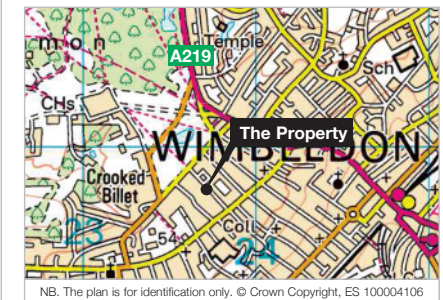 m o n
Temple
A219
Sch
CHs
The Property
WIMBLEDON
Crooked
Billet
Coll
54
23
24
NB. The plan is for identification only. © Crown Copyright, ES 100004106